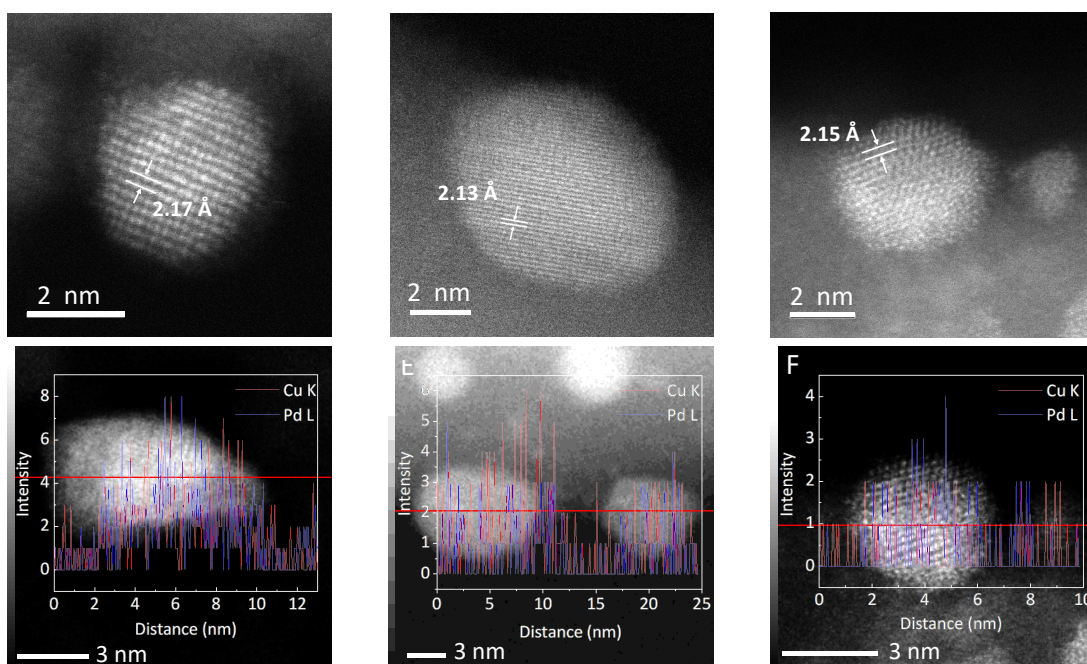 2.17 Å
2 nm
2.13 Å
2 nm
2.15 Å
2 nm
8
6
4
2
0
Intensity
Cu K
Pd L
0 2 4 6 8 10 12
Distance (nm)
3 nm
E
6
5
4
3
2
1
0
Intensity
Cu K
Pd L
0 5 10 15 20 25
Distance (nm)
3 nm
F
4
3
2
1
0
Intensity
Cu K
Pd L
0 2 4 6 8 10
Distance (nm)
3 nm